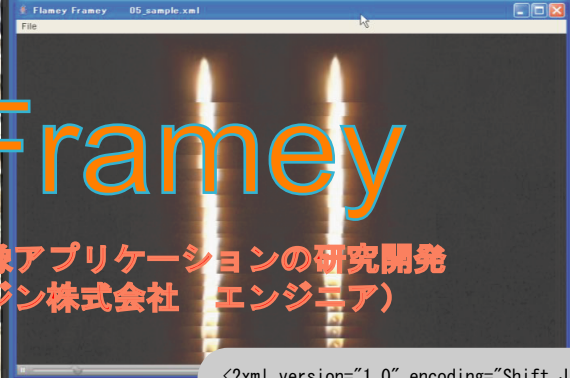 Flamey Framey 05_sample.xml
File
Framey
アプリケーションの研究開発
ジン株式会社 エンジニア）
<?xml version="1.0" encoding="Shift_J